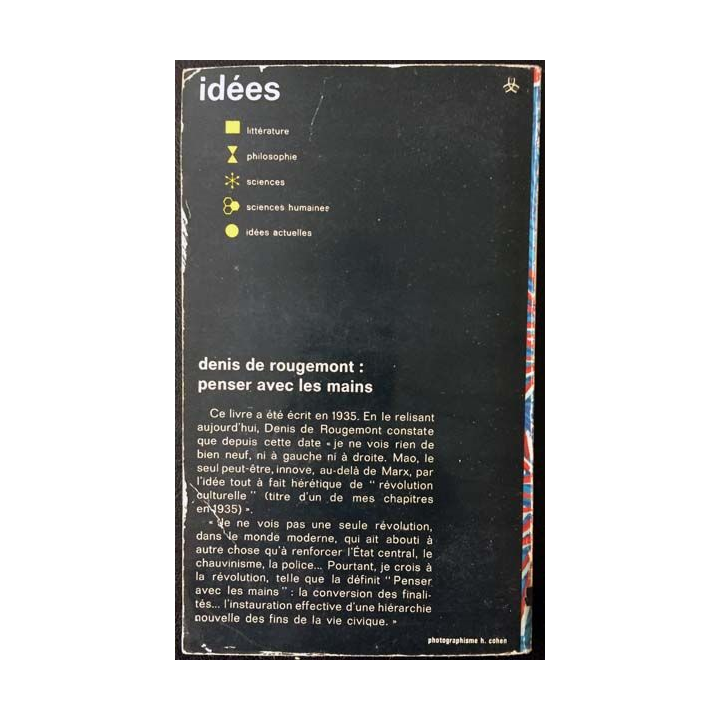 idées
littérature
philosophie
sciences
sciences humaines
idées actuelles
denis de rougemont :
penser avec les mains
Ce livre a été écrit en 1935. En le relisant
aujourd'hui, Denis de Rougemont constate
que depuis cette date « je ne vois rien de
bien neuf, ni à gauche ni à droite. Mao, le
seul peut-être, innove, au-delà de Marx, par
l'idée tout à fait hérétique de " révolution
culturelle " (titre d'un de mes chapitres
en 1935) ».
« Je ne vois pas une seule révolution,
dans le monde moderne, qui ait abouti à
autre chose qu'à renforcer l'État central, le
chauvinisme, la police... Pourtant, je crois à
la révolution, telle que la définit " Penser
avec les mains " : la conversion des finali-
tés... l'instauration effective d'une hiérarchie
nouvelle des fins de la vie civique. »
photographisme h. cohen